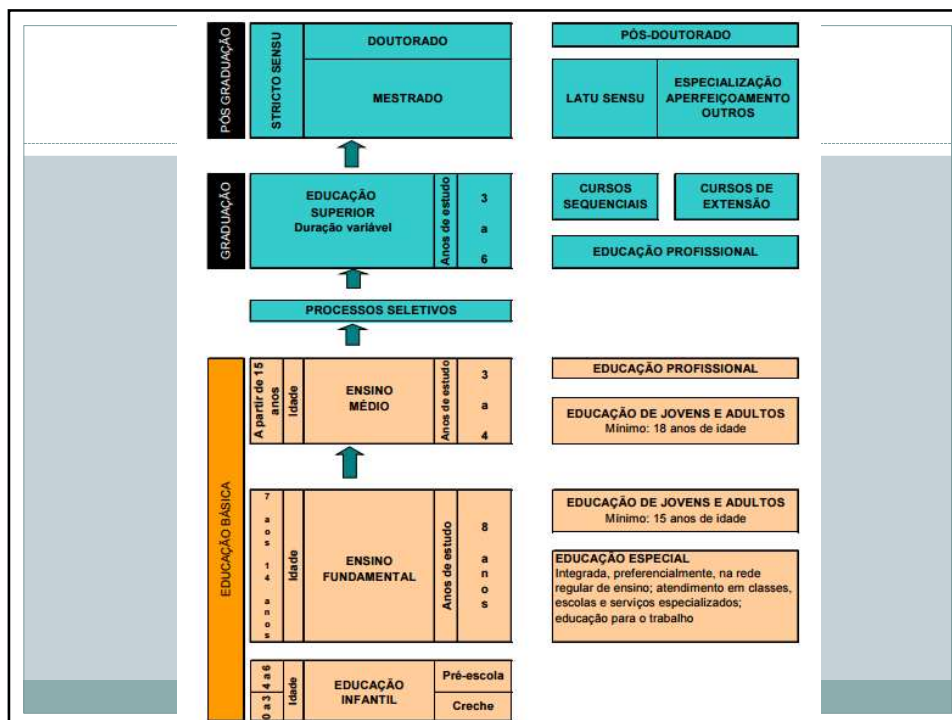 PÓS GRADUAÇÃO
STRICTO SENSU
DOUTORADO
MESTRADO
PÓS-DOUTORADO
LATU SENSU
ESPECIALIZAÇÃO
APERFEIÇOAMENTO
OUTROS
GRADUAÇÃO
EDUCAÇÃO
SUPERIOR
Duração variável
Anos de estudo
3
a
6
CURSOS
SEQUENCIAIS
CURSOS DE
EXTENSÃO
EDUCAÇÃO PROFISSIONAL
PROCESSOS SELETIVOS
EDUCAÇÃO BÁSICA
A partir de 15
anos
Idade
ENSINO
MÉDIO
Anos de estudo
3
a
4
EDUCAÇÃO PROFISSIONAL
EDUCAÇÃO DE JOVENS E ADULTOS
Mínimo: 18 anos de idade
7 aos 14 anos
Idade
ENSINO
FUNDAMENTAL
Anos de estudo
8
a
n
o
s
EDUCAÇÃO DE JOVENS E ADULTOS
Mínimo: 15 anos de idade
EDUCAÇÃO ESPECIAL
Integrada, preferencialmente, na rede
regular de ensino; atendimento em classes,
escolas e serviços especializados;
educação para o trabalho
4 a 6
0 a 3
Idade
EDUCAÇÃO
INFANTIL
Pré-escola
Creche